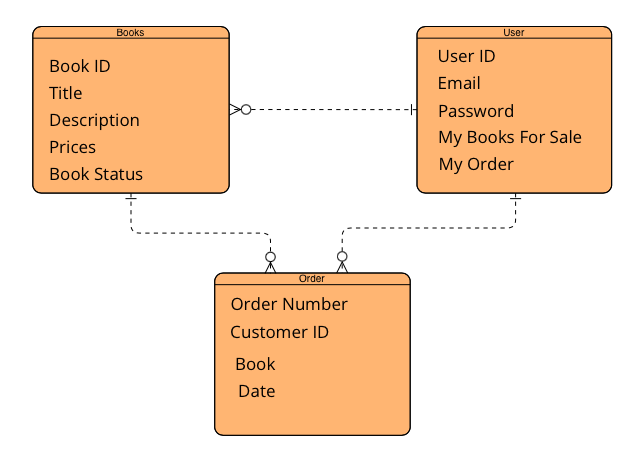 Books
Book ID
Title
Description
Prices
Book Status
User
User ID
Email
Password
My Books For Sale
My Order
Order
Order Number
Customer ID
Book
Date